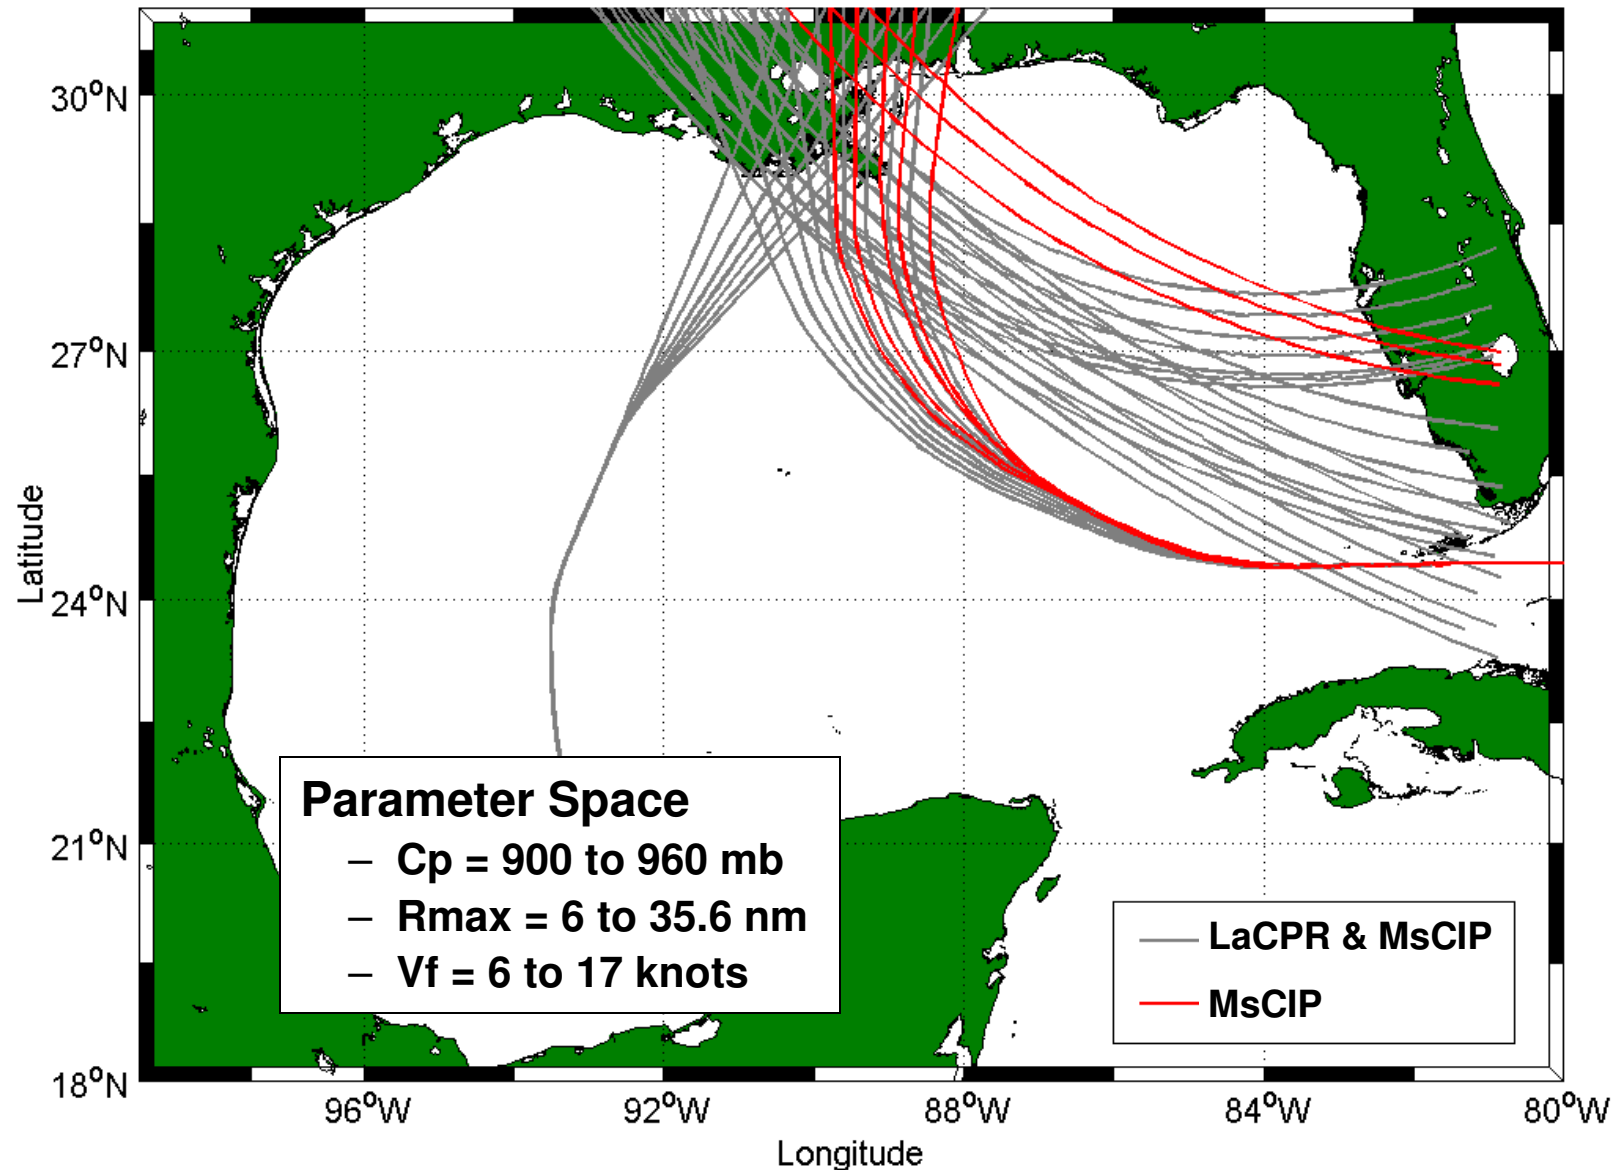 30°N
27°N
24°N
21°N
18°N
Latitude
Parameter Space
– Cp = 900 to 960 mb
– Rmax = 6 to 35.6 nm
– Vf = 6 to 17 knots
LaCPR & MsCIP
MsCIP
96°W 92°W 88°W 84°W 80°W
Longitude